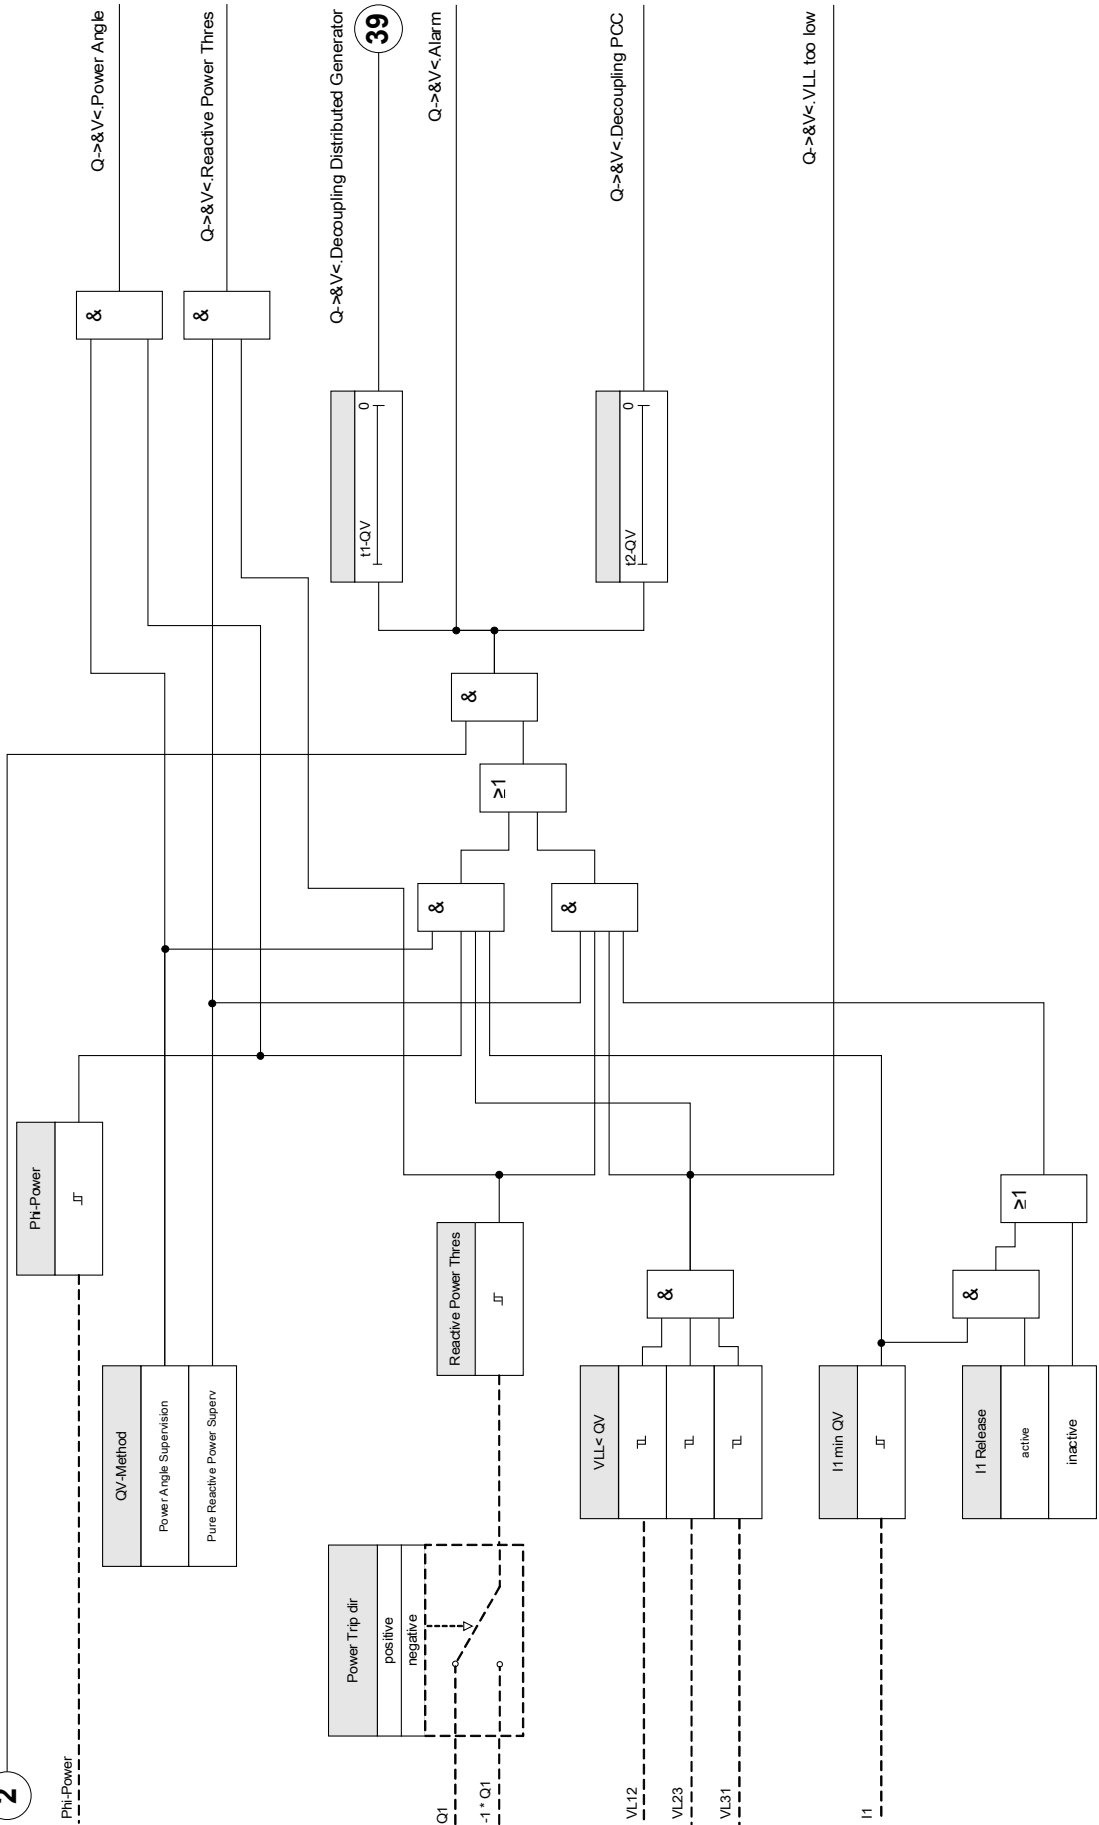 2
Phi-Power
Phi-Power
QV-Method
Power Angle Supervision
Pure Reactive Power Superv
&
Q->&V<.Power Angle
&
Q->&V<.Reactive Power Thres
Power Trip dir
positive
negative
Q1
-1 * Q1
Reactive Power Thres
&
&
≥1
&
t1-QV
0
Q->&V<.Decoupling Distributed Generator
39
Q->&V<.Alarm
t2-QV
0
Q->&V<.Decoupling PCC
VLL< QV
VL12
VL23
VL31
&
Q->&V<.VLL too low
I1 min QV
I1
I1 Release
active
inactive
&
≥1